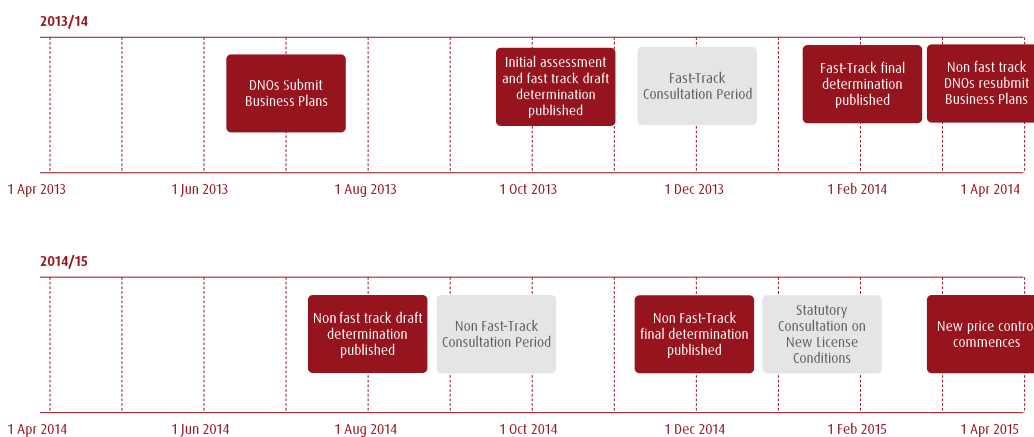 2013/14
DNOs Submit
Business Plans
Initial assessment
and fast track draft
determination
published
Fast-Track
Consultation Period
Fast-Track final
determination
published
Non fast track
DNOs resubmit
Business Plans
1 Apr 2013
1 Jun 2013
1 Aug 2013
1 Oct 2013
1 Dec 2013
1 Feb 2014
1 Apr 2014
2014/15
Non fast track draft
determination
published
Non Fast-Track
Consultation Period
Non Fast-Track
final determination
published
Statutory
Consultation on
New License
Conditions
New price contro
commences
1 Apr 2014
1 Jun 2014
1 Aug 2014
1 Oct 2014
1 Dec 2014
1 Feb 2015
1 Apr 2015